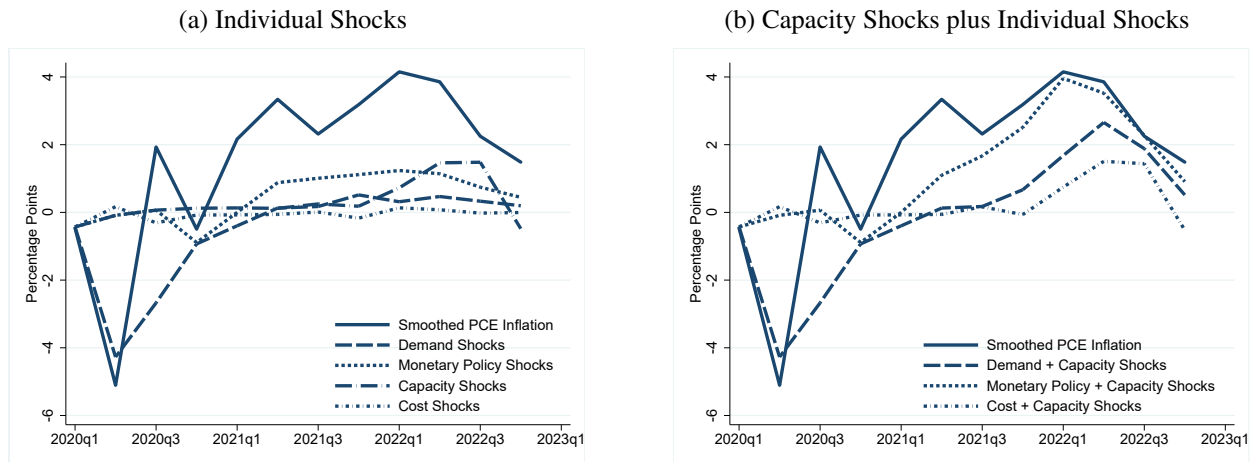 (a) Individual Shocks
Percentage Points
4
2
0
-2
-4
-6
Smoothed PCE Inflation
Demand Shocks
Monetary Policy Shocks
Capacity Shocks
Cost Shocks
2020q1 2020q3 2021q1 2021q3 2022q1 2022q3 2023q1
(b) Capacity Shocks plus Individual Shocks
Percentage Points
4
2
0
-2
-4
-6
Smoothed PCE Inflation
Demand + Capacity Shocks
Monetary Policy + Capacity Shocks
Cost + Capacity Shocks
2020q1 2020q3 2021q1 2021q3 2022q1 2022q3 2023q1